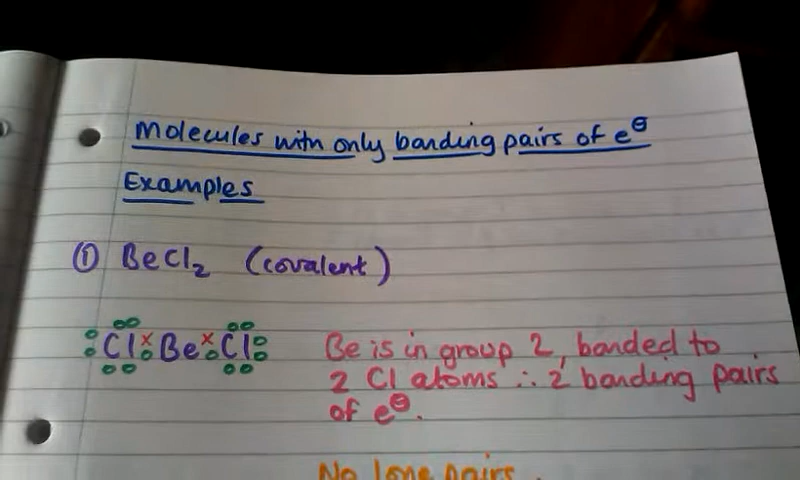 Molecules with only bonding pairs of e⊖
Examples
① BeCl₂ (covalent)
Cl Be Cl
Be is in group 2, bonded to
2 Cl atoms ∴ 2 bonding pairs
of e⊖.
No lone pairs.